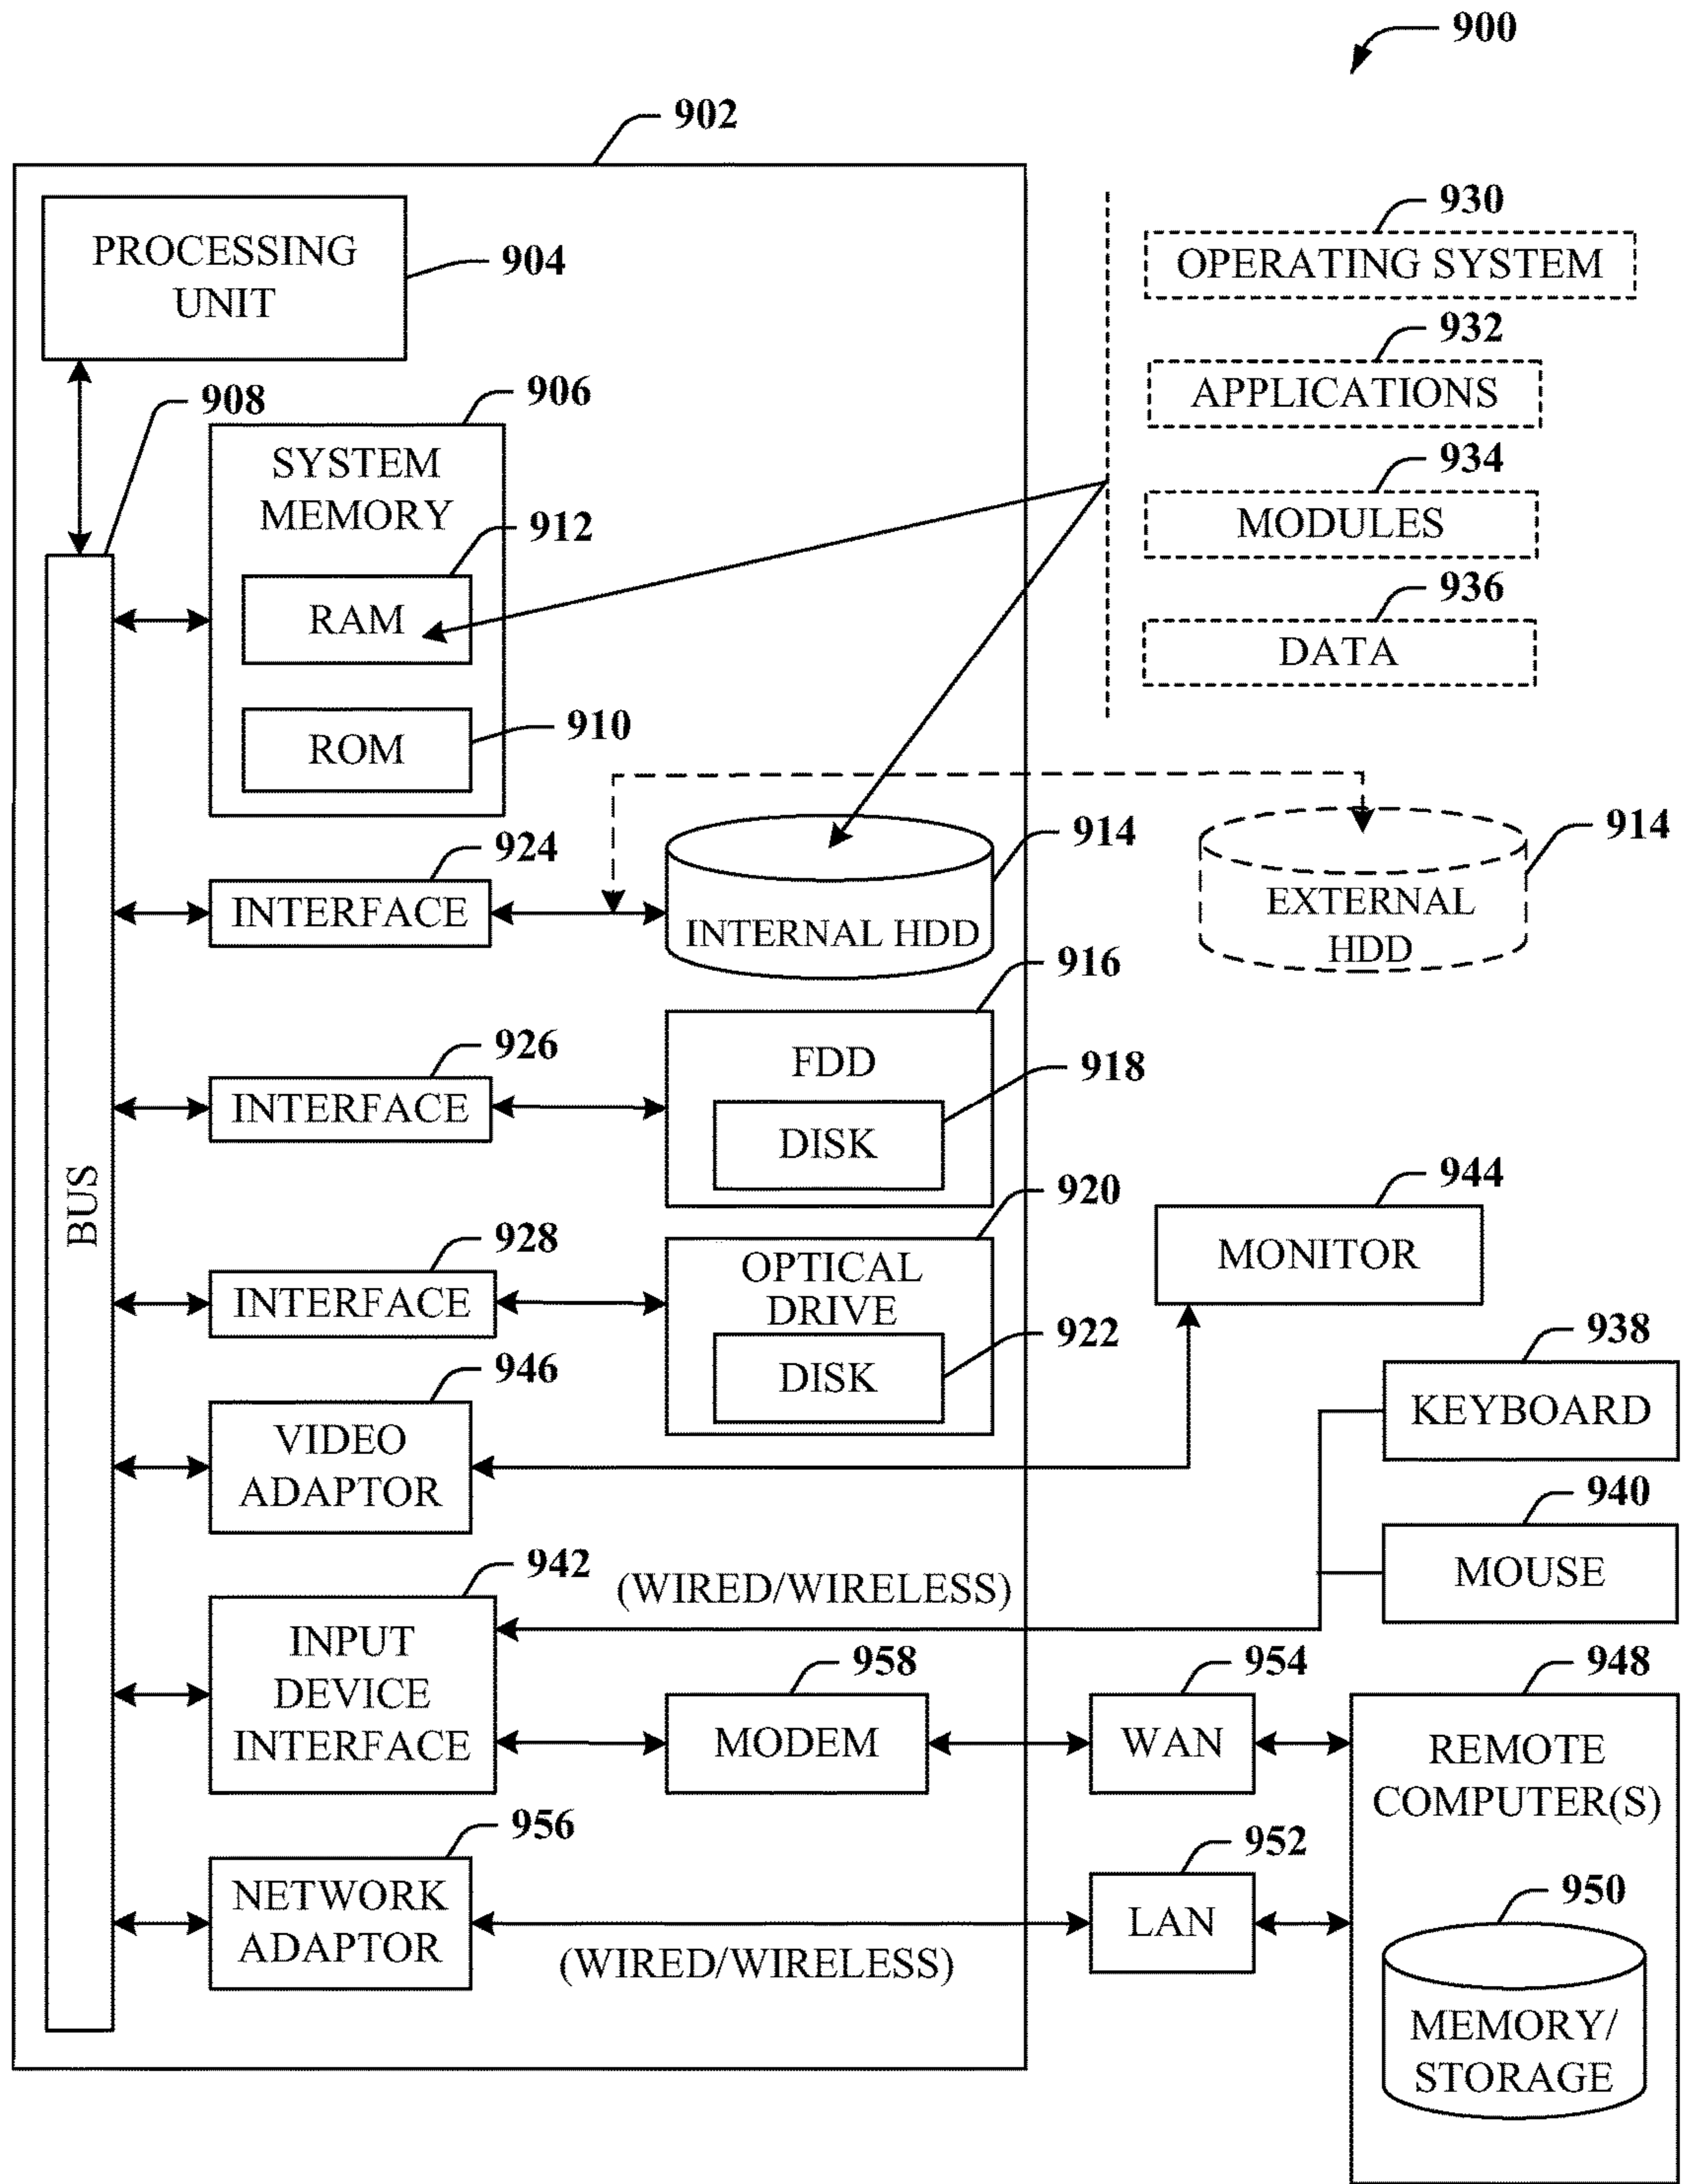 900
902
PROCESSING
UNIT
904
930
OPERATING SYSTEM
932
APPLICATIONS
934
MODULES
936
DATA
908
906
SYSTEM
MEMORY
912
RAM
910
ROM
924
INTERFACE
914
INTERNAL HDD
914
EXTERNAL
HDD
926
INTERFACE
916
FDD
918
DISK
BUS
928
INTERFACE
920
OPTICAL
DRIVE
922
DISK
944
MONITOR
938
KEYBOARD
946
VIDEO
ADAPTOR
940
MOUSE
942
INPUT
DEVICE
INTERFACE
(WIRED/WIRELESS)
958
MODEM
954
WAN
948
REMOTE
COMPUTER(S)
956
NETWORK
ADAPTOR
(WIRED/WIRELESS)
952
LAN
950
MEMORY/
STORAGE